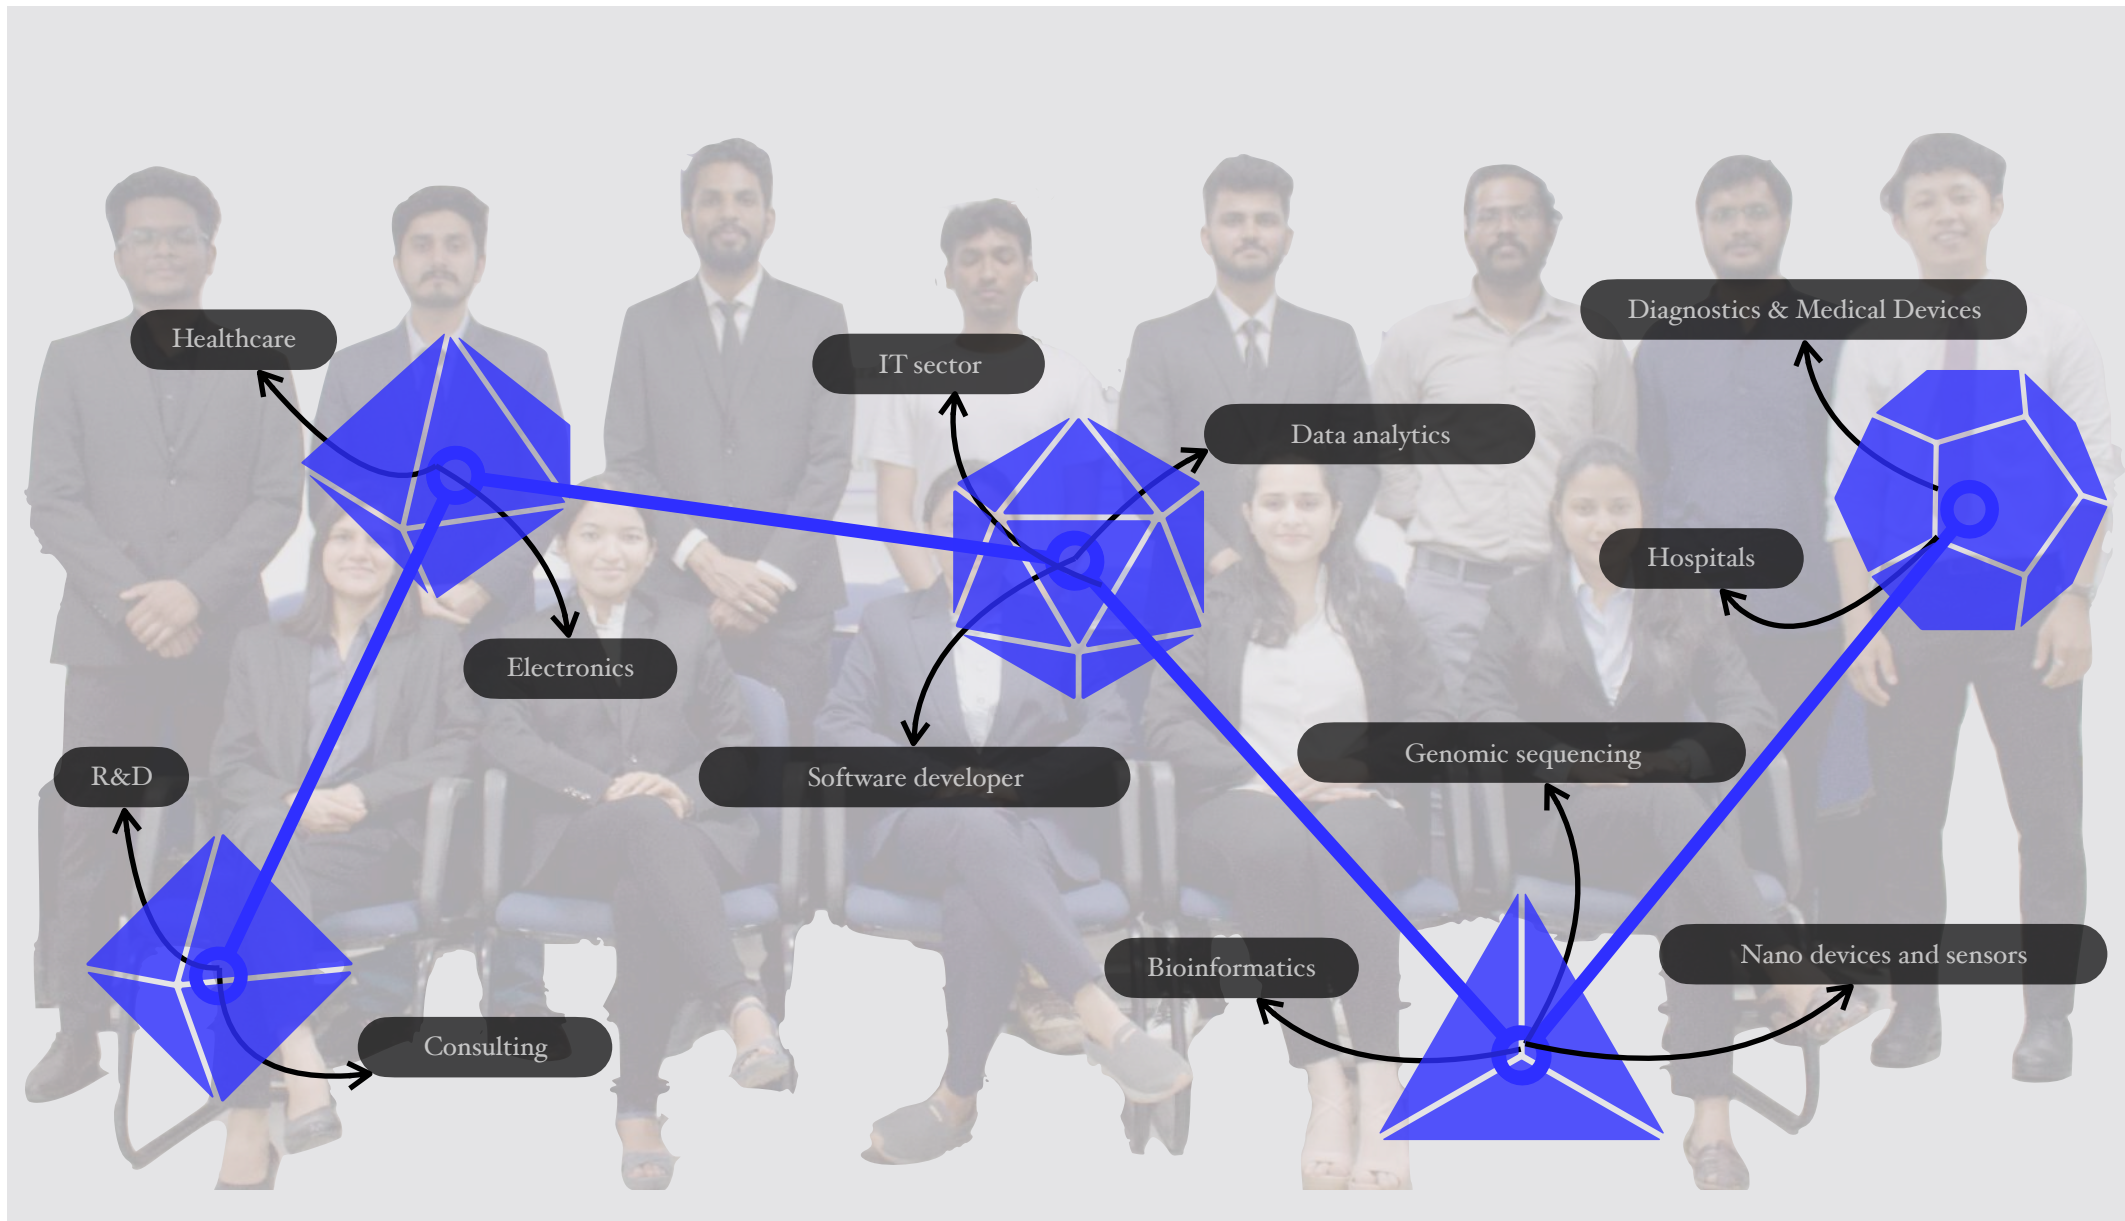 Healthcare
IT sector
Diagnostics & Medical Devices
Data analytics
Hospitals
Electronics
R&D
Software developer
Genomic sequencing
Bioinformatics
Nano devices and sensors
Consulting